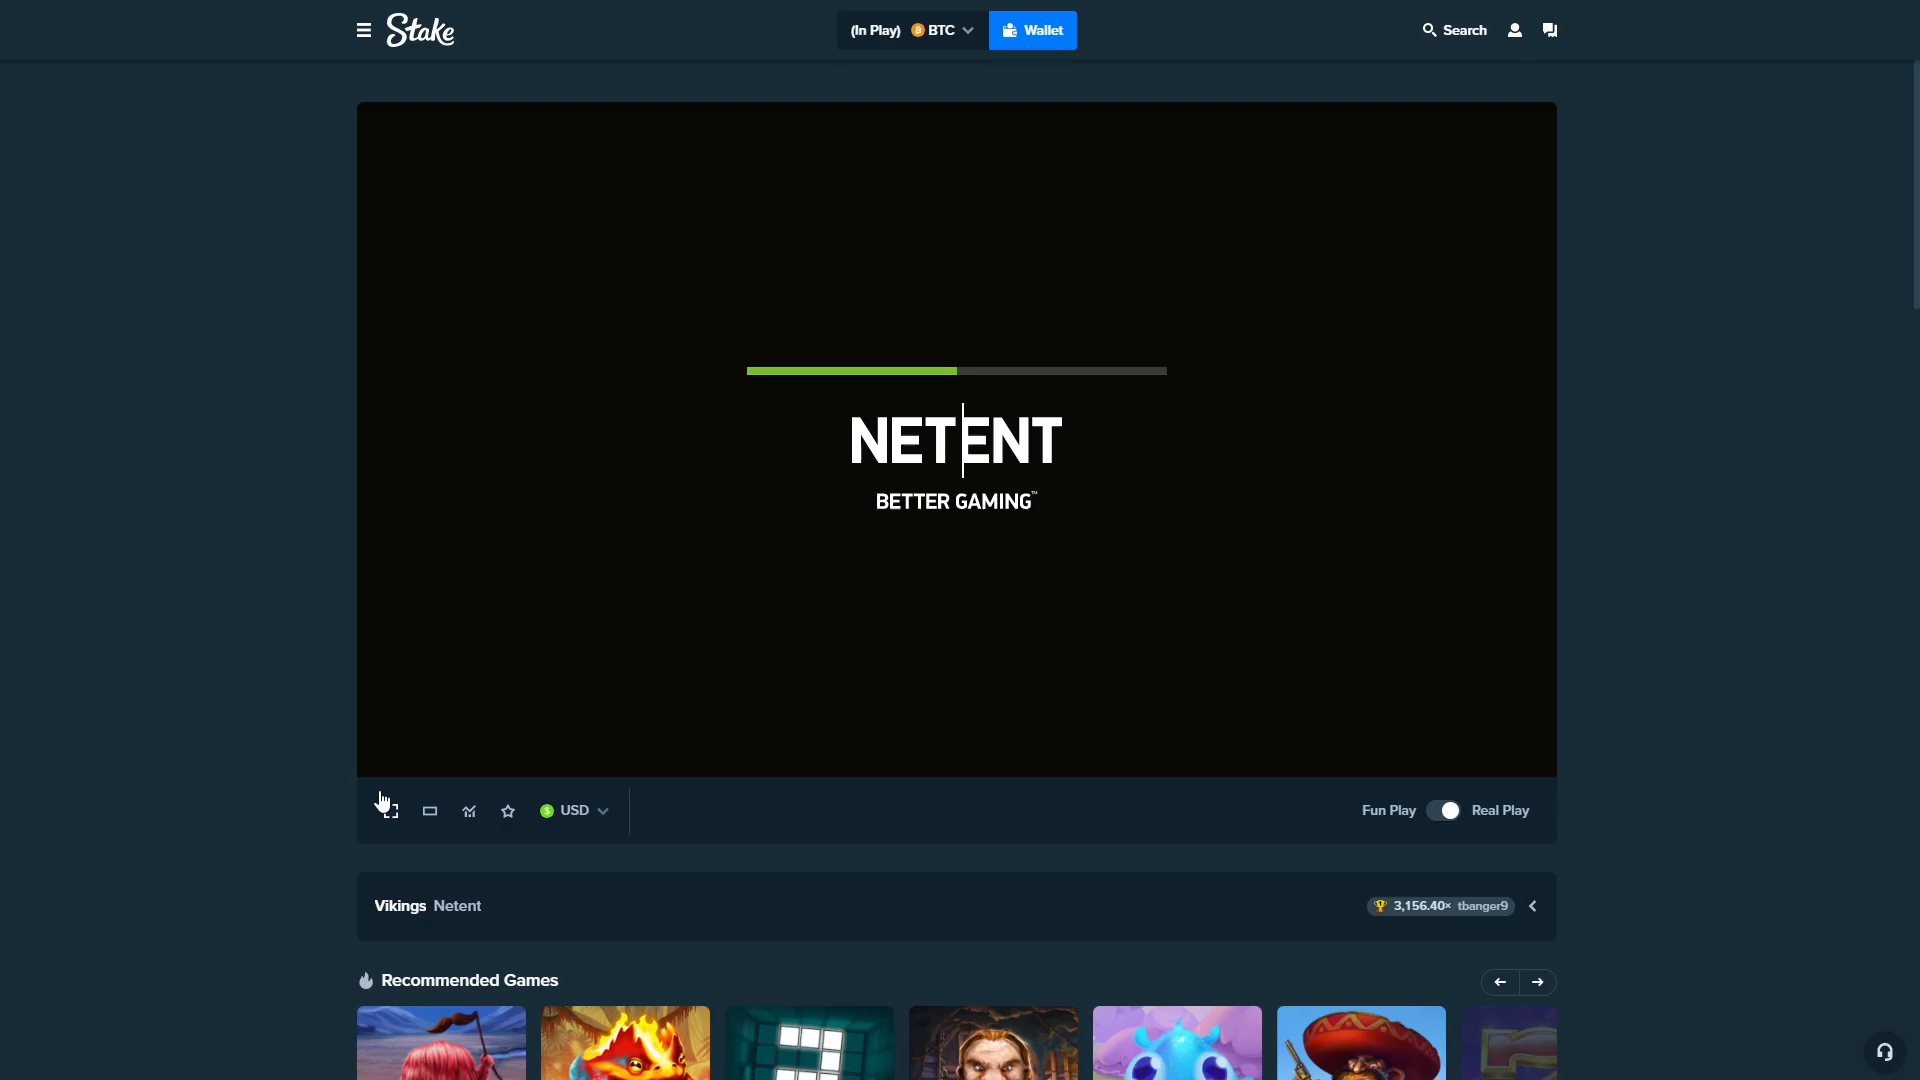 Stake
(In Play) BTC
Wallet
Search
NETENT
BETTER GAMING™
USD
Fun Play
Real Play
Vikings Netent
3,156.40× tbanger9
Recommended Games